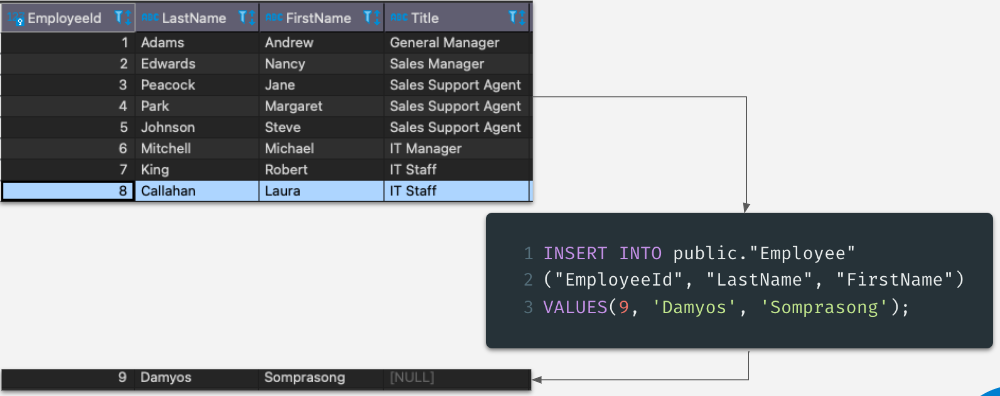 EmployeeId LastName FirstName Title
1 Adams Andrew General Manager
2 Edwards Nancy Sales Manager
3 Peacock Jane Sales Support Agent
4 Park Margaret Sales Support Agent
5 Johnson Steve Sales Support Agent
6 Mitchell Michael IT Manager
7 King Robert IT Staff
8 Callahan Laura IT Staff
1 INSERT INTO public."Employee"
2 ("EmployeeId", "LastName", "FirstName")
3 VALUES(9, 'Damyos', 'Somprasong');
9 Damyos Somprasong [NULL]